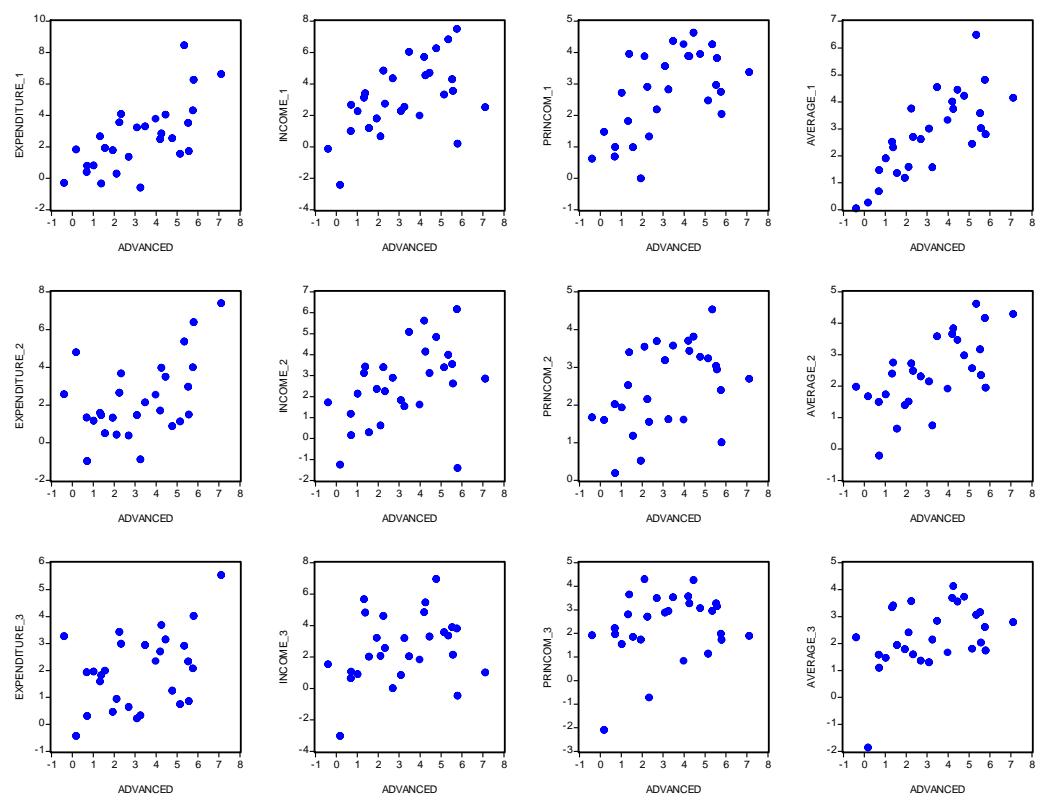 EXPENDITURE_1
10
8
6
4
2
0
-2
-1 0 1 2 3 4 5 6 7 8
ADVANCED
INCOME_1
8
6
4
2
0
-2
-4
-1 0 1 2 3 4 5 6 7 8
ADVANCED
PRINCOM_1
5
4
3
2
1
0
-1
-1 0 1 2 3 4 5 6 7 8
ADVANCED
AVERAGE_1
7
6
5
4
3
2
1
0
-1 0 1 2 3 4 5 6 7 8
ADVANCED
EXPENDITURE_2
8
6
4
2
0
-2
-1 0 1 2 3 4 5 6 7 8
ADVANCED
INCOME_2
7
6
5
4
3
2
1
0
-1
-2
-1 0 1 2 3 4 5 6 7 8
ADVANCED
PRINCOM_2
5
4
3
2
1
0
-1 0 1 2 3 4 5 6 7 8
ADVANCED
AVERAGE_2
5
4
3
2
1
0
-1
-1 0 1 2 3 4 5 6 7 8
ADVANCED
EXPENDITURE_3
6
5
4
3
2
1
0
-1
-1 0 1 2 3 4 5 6 7 8
ADVANCED
INCOME_3
8
6
4
2
0
-2
-4
-1 0 1 2 3 4 5 6 7 8
ADVANCED
PRINCOM_3
5
4
3
2
1
0
-1
-2
-3
-1 0 1 2 3 4 5 6 7 8
ADVANCED
AVERAGE_3
5
4
3
2
1
0
-1
-2
-1 0 1 2 3 4 5 6 7 8
ADVANCED